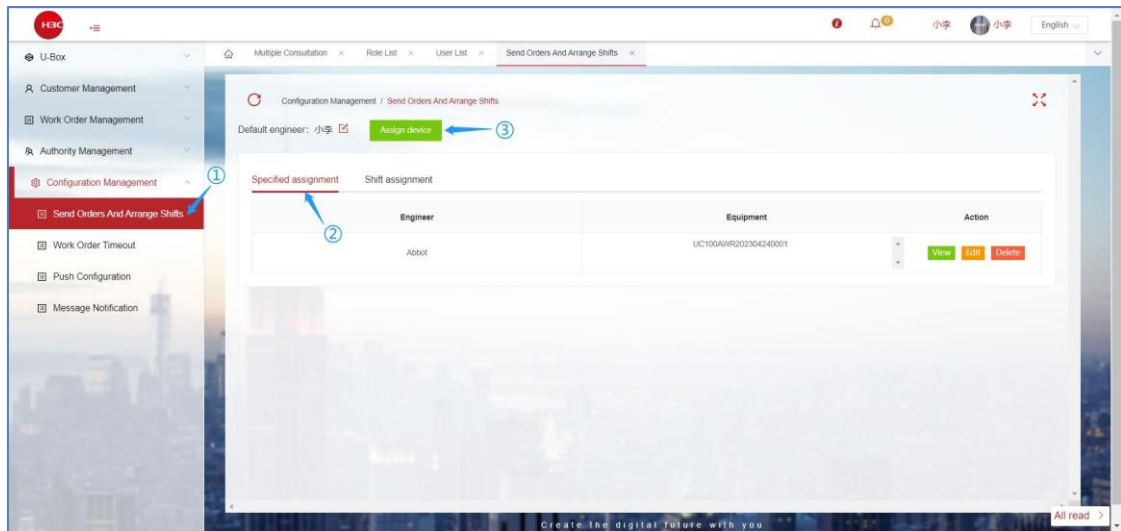 H3C
0
小李
小李
English
U-Box
Multiple Consultation × Role List × User List × Send Orders And Arrange Shifts ×
Customer Management
Work Order Management
Authority Management
Configuration Management
Send Orders And Arrange Shifts
Work Order Timeout
Push Configuration
Message Notification
①
Configuration Management / Send Orders And Arrange Shifts
Default engineer: 小李
Assign device
③
Specified assignment
Shift assignment
②
Engineer Equipment Action
Abbot UC100AWR202304240001 View Edit Delete
Create the digital future with you
All read >